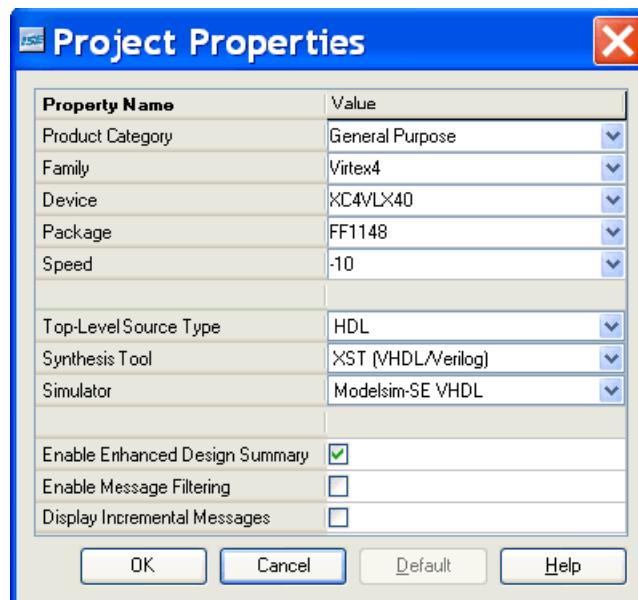 ISE Project Properties
Property Name Value
Product Category General Purpose
Family Virtex4
Device XC4VLX40
Package FF1148
Speed -10
Top-Level Source Type HDL
Synthesis Tool XST (VHDL/Verilog)
Simulator Modelsim-SE VHDL
Enable Enhanced Design Summary
Enable Message Filtering
Display Incremental Messages
OK Cancel Default Help